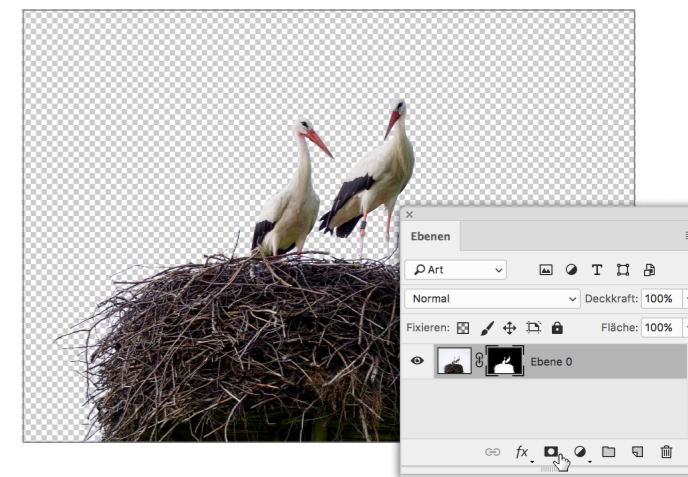 Ebenen
Art
Normal Deckkraft: 100%
Fixieren: Fläche: 100%
Ebene 0
fx